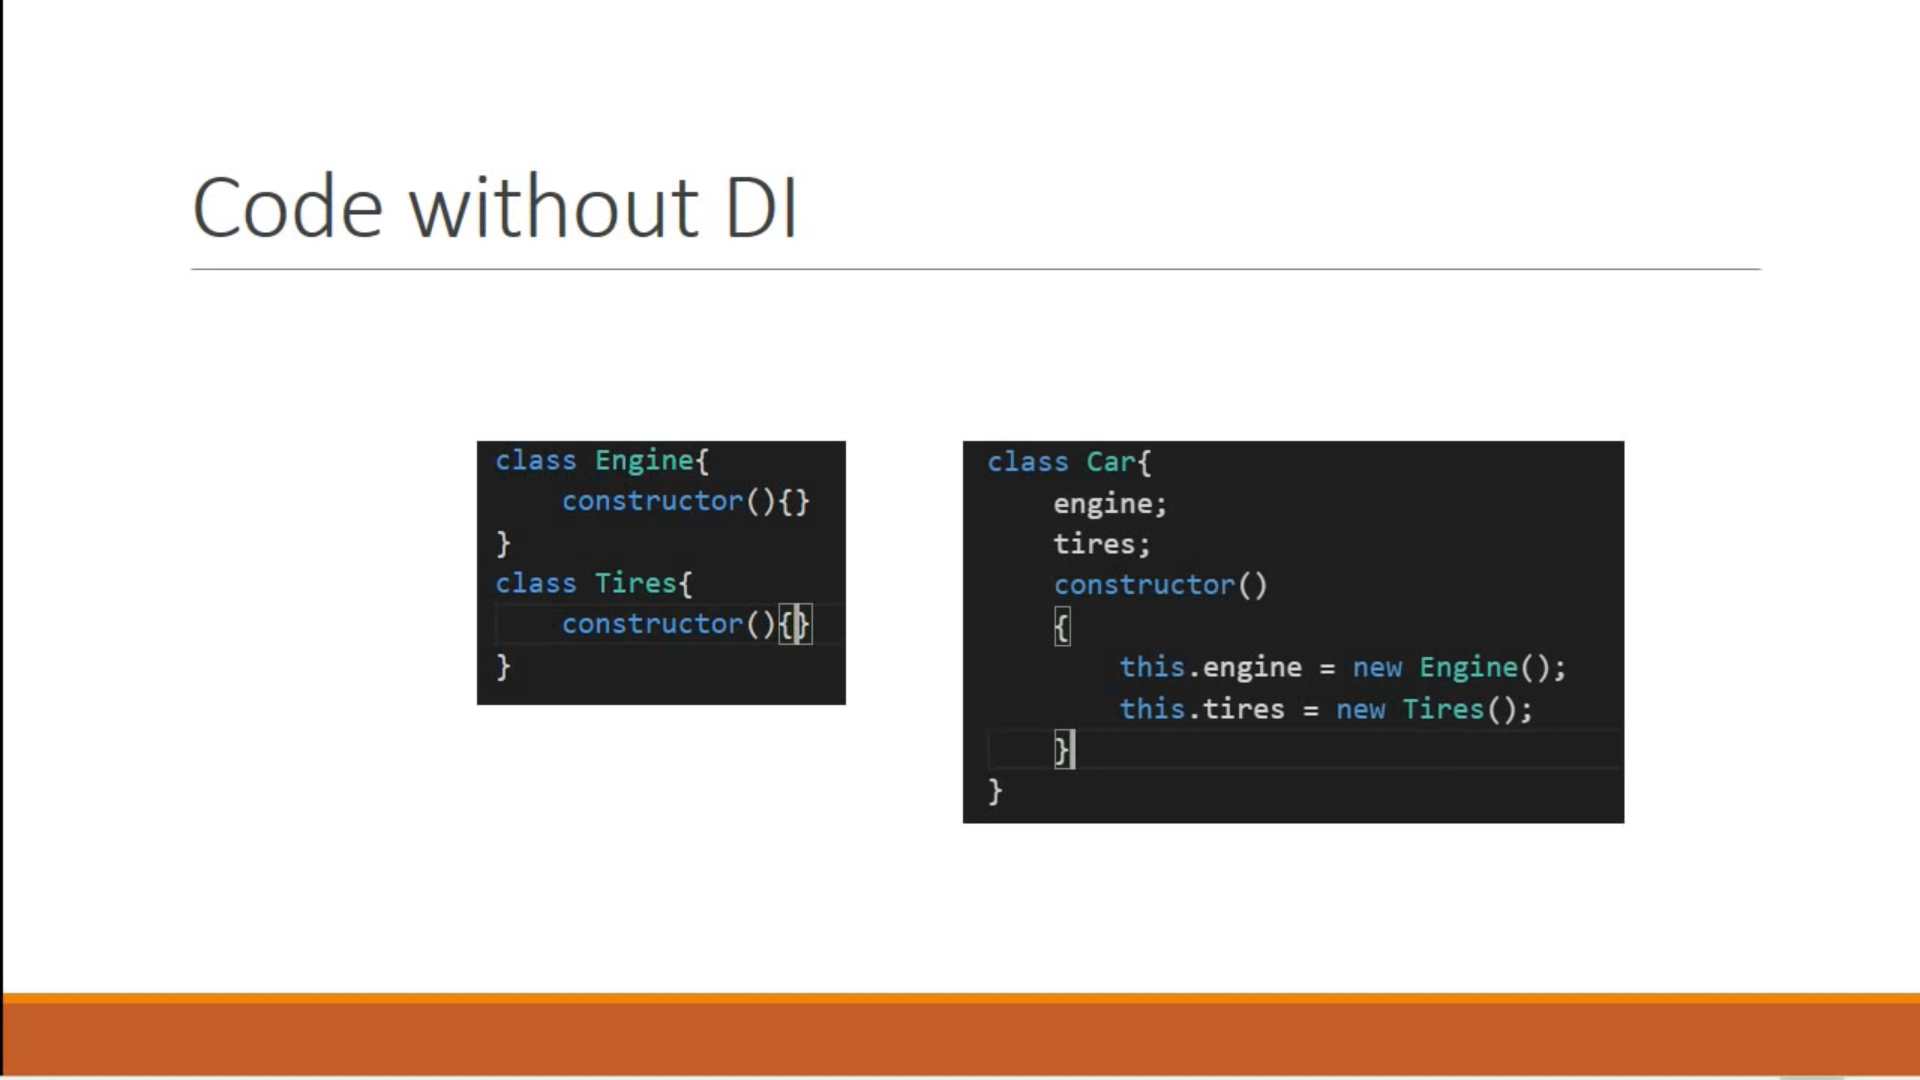 Code without DI
class Engine{
    constructor(){}
}
class Tires{
    constructor(){}
}
class Car{
    engine;
    tires;
    constructor()
    {
        this.engine = new Engine();
        this.tires = new Tires();
    }
}